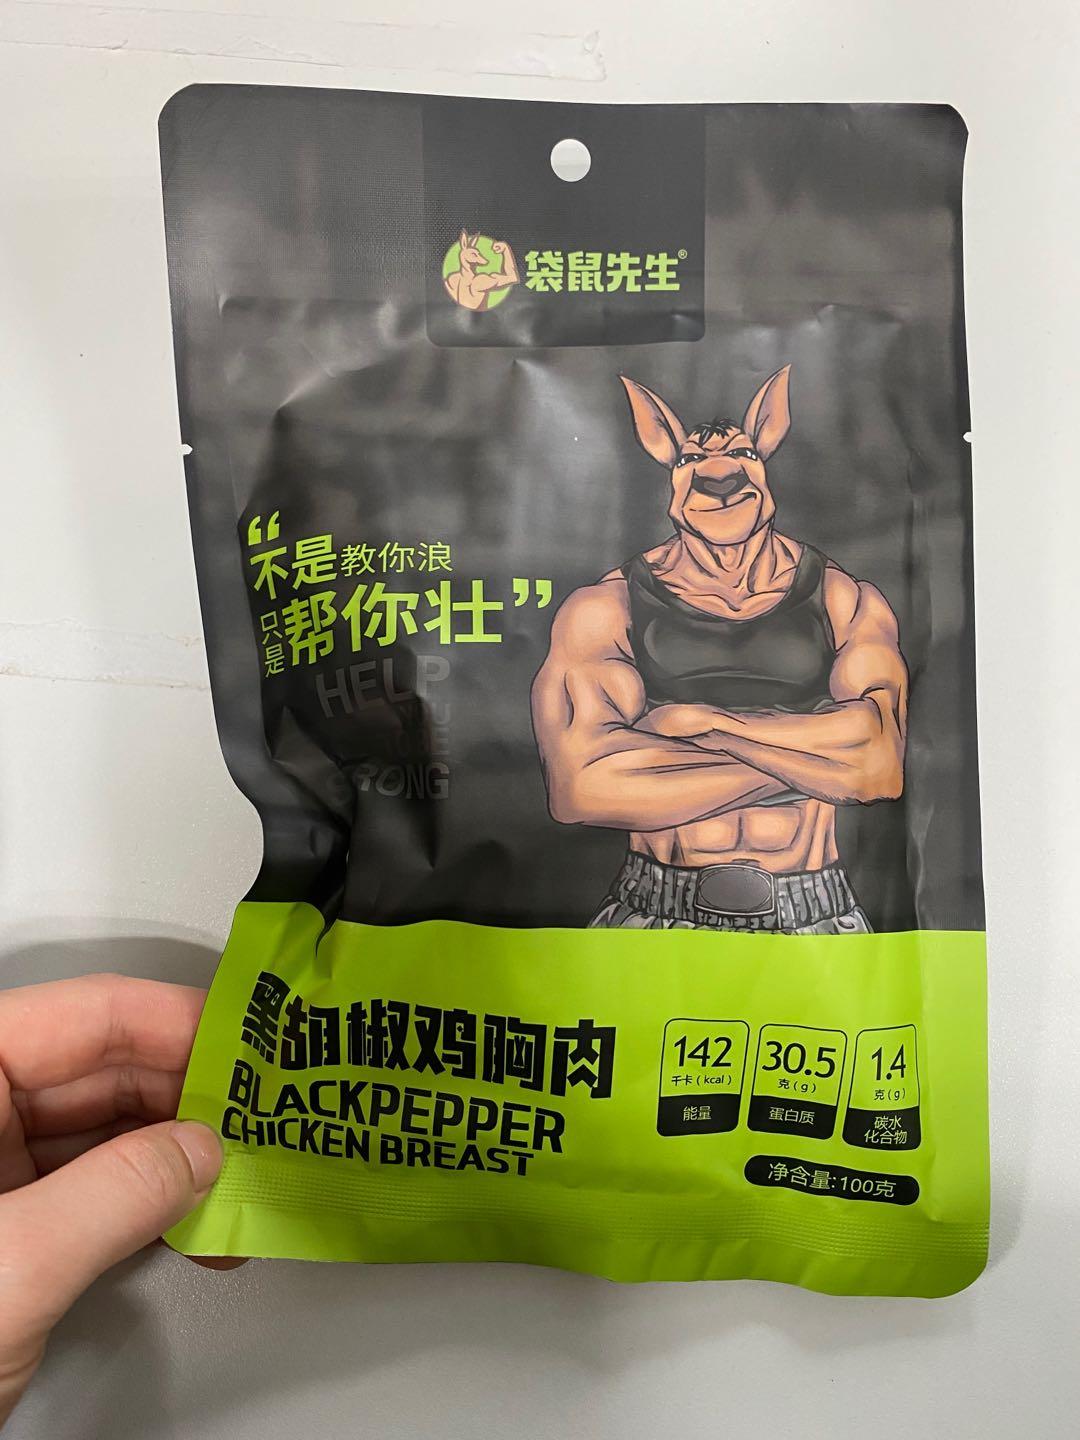 袋鼠先生®
“不是教你浪
只是帮你壮”
HELP
STRONG
黑胡椒鸡胸肉
BLACKPEPPER
CHICKEN BREAST
142
千卡(kcal)
能量
30.5
克(g)
蛋白质
1.4
克(g)
碳水
化合物
净含量:100克